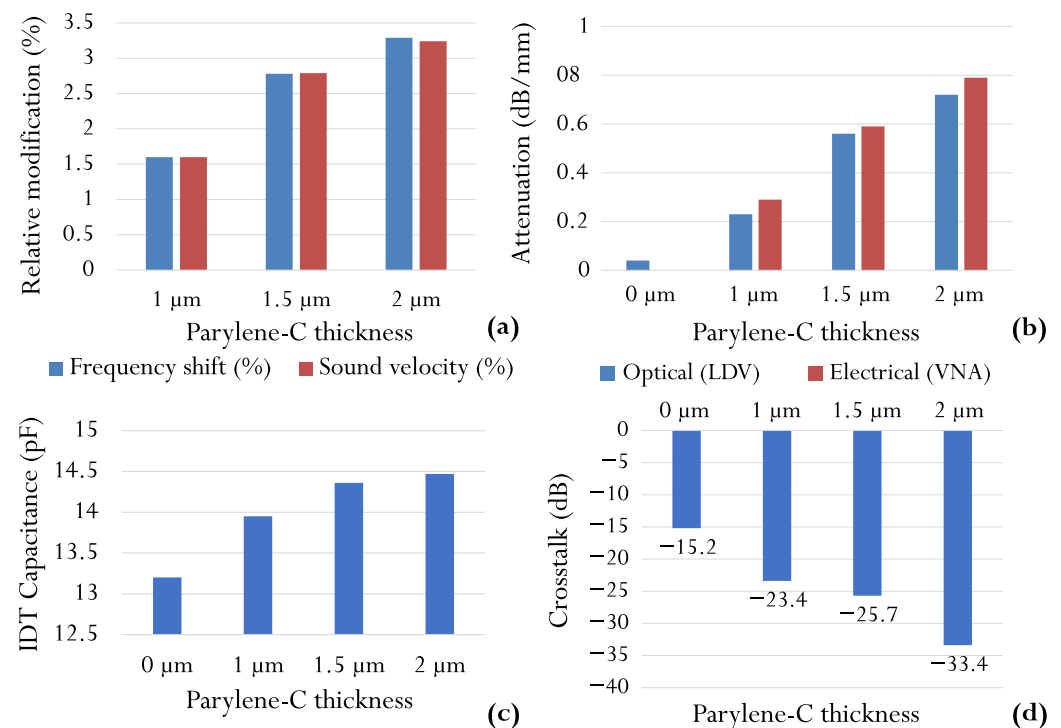 3.5
3
2.5
2
1.5
1
0.5
0
Relative modification (%)
1 µm 1.5 µm 2 µm
Parylene-C thickness
(a)
Frequency shift (%) Sound velocity (%)
1
0.8
0.6
0.4
0.2
0
Attenuation (dB/mm)
0 µm 1 µm 1.5 µm 2 µm
Parylene-C thickness
(b)
Optical (LDV) Electrical (VNA)
15
14.5
14
13.5
13
12.5
IDT Capacitance (pF)
0 µm 1 µm 1.5 µm 2 µm
Parylene-C thickness
(c)
0 µm 1 µm 1.5 µm 2 µm
0
−5
−10
−15
−20
−25
−30
−35
−40
Crosstalk (dB)
−15.2
−23.4
−25.7
−33.4
Parylene-C thickness
(d)